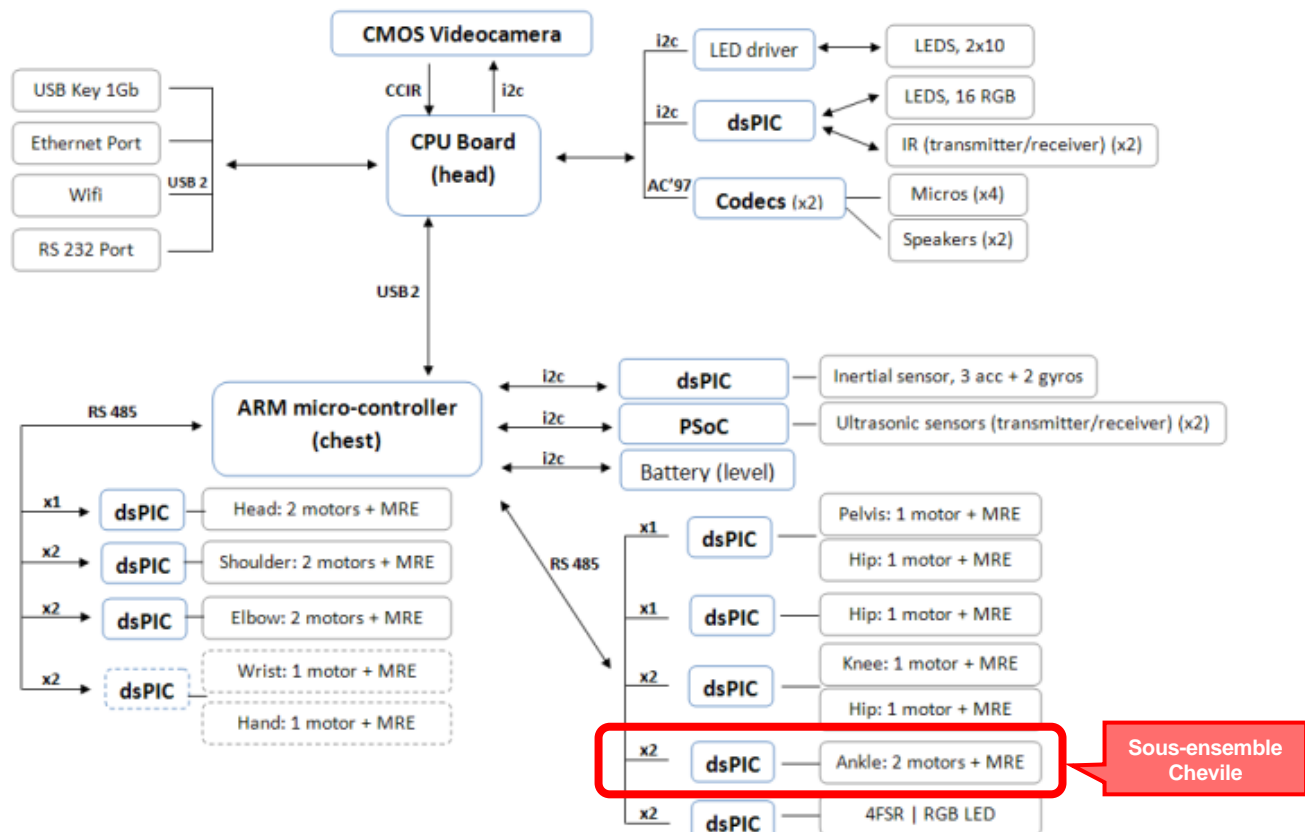 CMOS Videocamera
CCIR
i2c
USB Key 1Gb
Ethernet Port
Wifi
RS 232 Port
USB 2
CPU Board
(head)
i2c
LED driver
LEDS, 2x10
i2c
dsPIC
LEDS, 16 RGB
IR (transmitter/receiver) (x2)
AC'97
Codecs (x2)
Micros (x4)
Speakers (x2)
USB 2
RS 485
ARM micro-controller
(chest)
i2c
dsPIC
Inertial sensor, 3 acc + 2 gyros
i2c
PSoC
Ultrasonic sensors (transmitter/receiver) (x2)
i2c
Battery (level)
x1
dsPIC
Head: 2 motors + MRE
x2
dsPIC
Shoulder: 2 motors + MRE
x2
dsPIC
Elbow: 2 motors + MRE
x2
dsPIC
Wrist: 1 motor + MRE
Hand: 1 motor + MRE
RS 485
x1
dsPIC
Pelvis: 1 motor + MRE
Hip: 1 motor + MRE
x1
dsPIC
Hip: 1 motor + MRE
x2
dsPIC
Knee: 1 motor + MRE
Hip: 1 motor + MRE
x2
dsPIC
Ankle: 2 motors + MRE
Sous-ensemble
Chevile
x2
dsPIC
4FSR | RGB LED